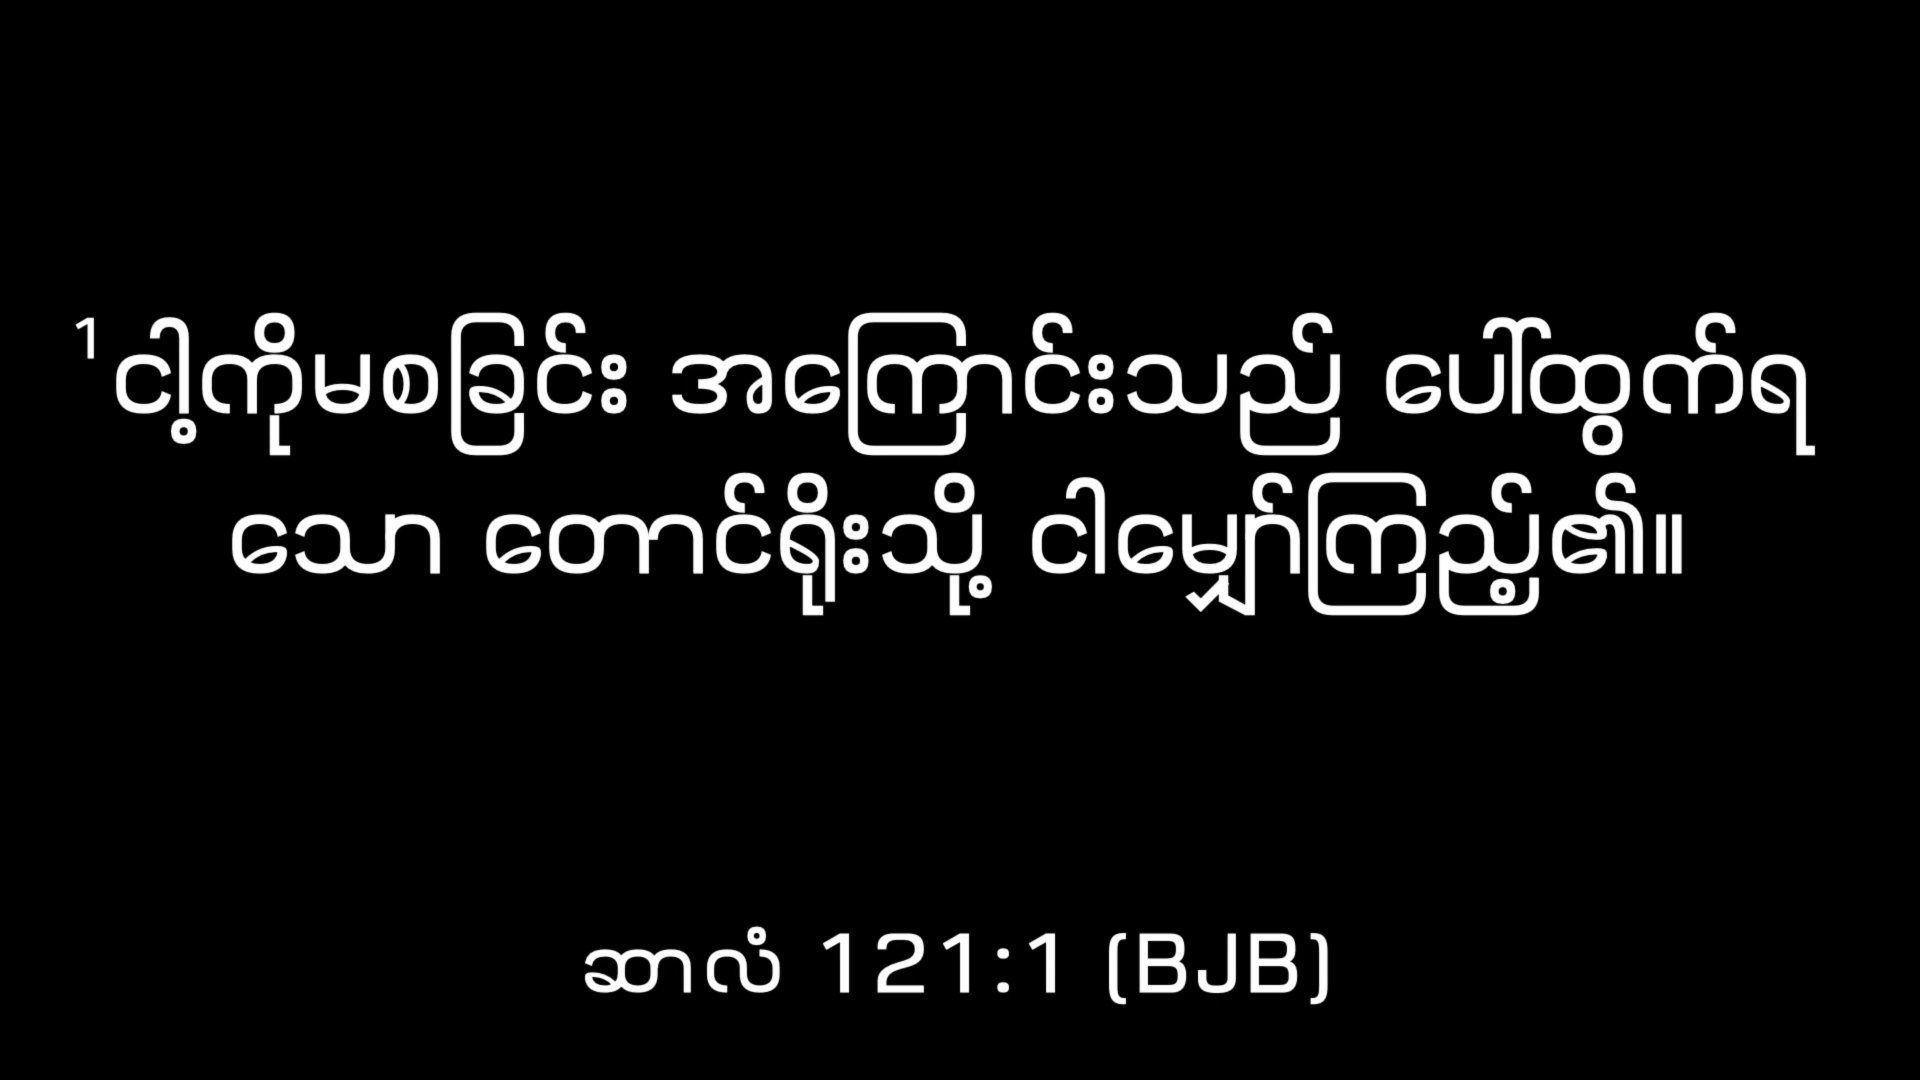 ¹ ငါ့ကိုမစခြင်း အကြောင်းသည် ပေါ်ထွက်ရ
သော တောင်ရိုးသို့ ငါမျှော်ကြည့်၏။
ဆာလံ 121:1 (BJB)